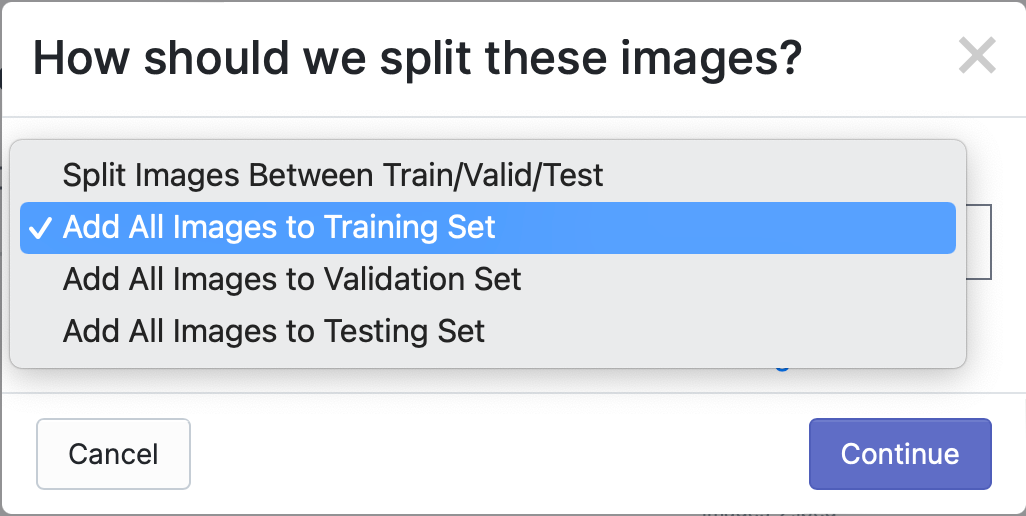 How should we split these images?
Split Images Between Train/Valid/Test
✓ Add All Images to Training Set
Add All Images to Validation Set
Add All Images to Testing Set
Cancel
Continue